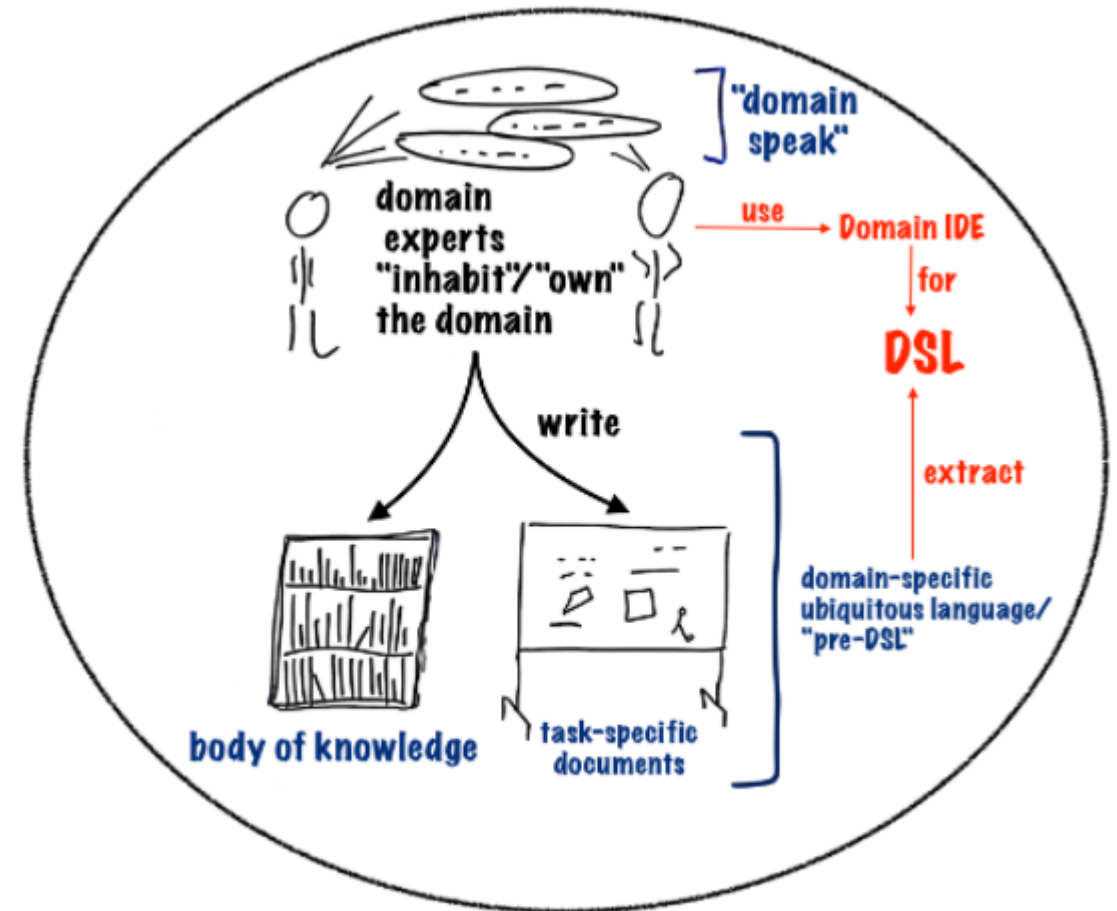 "domain
speak"
domain
experts
"inhabit"/"own"
the domain
use
Domain IDE
for
DSL
write
extract
domain-specific
ubiquitous language/
"pre-DSL"
body of knowledge
task-specific
documents